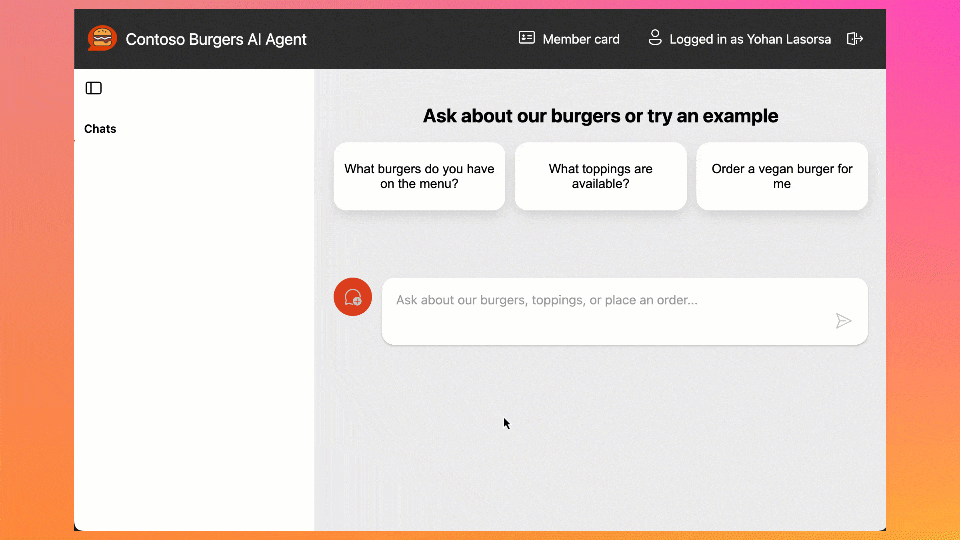 Contoso Burgers AI Agent
Member card
Logged in as Yohan Lasorsa
Chats
Ask about our burgers or try an example
What burgers do you have
on the menu?
What toppings are
available?
Order a vegan burger for
me
Ask about our burgers, toppings, or place an order...